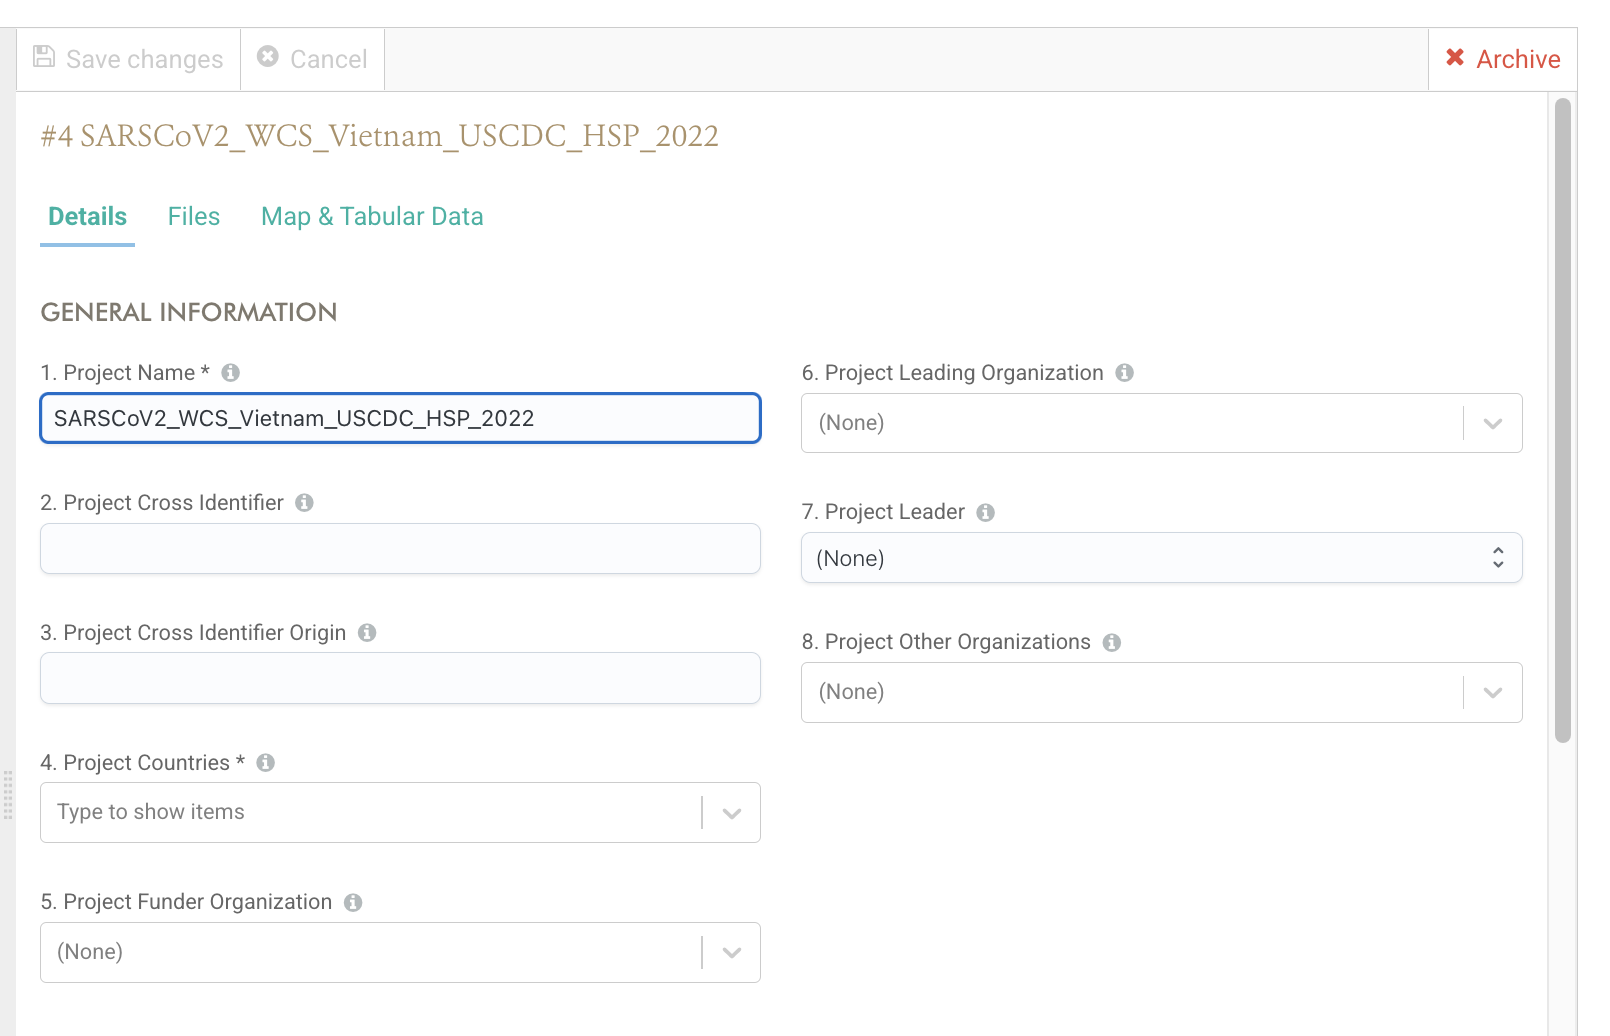 Save changes
Cancel
Archive
#4 SARSCoV2_WCS_Vietnam_USCDC_HSP_2022
Details
Files
Map & Tabular Data
GENERAL INFORMATION
1. Project Name *
SARSCoV2_WCS_Vietnam_USCDC_HSP_2022
2. Project Cross Identifier
3. Project Cross Identifier Origin
4. Project Countries *
Type to show items
5. Project Funder Organization
(None)
6. Project Leading Organization
(None)
7. Project Leader
(None)
8. Project Other Organizations
(None)